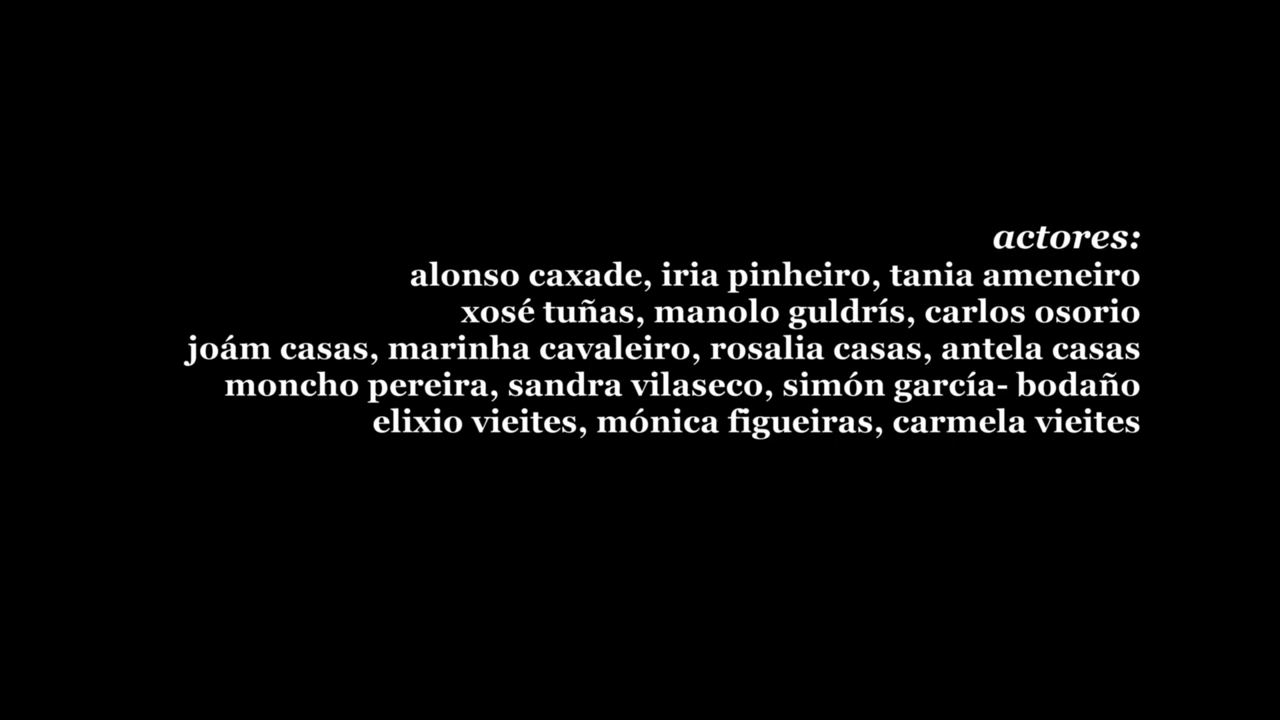 actores:
alonso caxade, iria pinheiro, tania ameneiro
xosé tuñas, manolo guldrís, carlos osorio
joám casas, marinha cavaleiro, rosalia casas, antela casas
moncho pereira, sandra vilaseco, simón garcía- bodaño
elixio vieites, mónica figueiras, carmela vieites